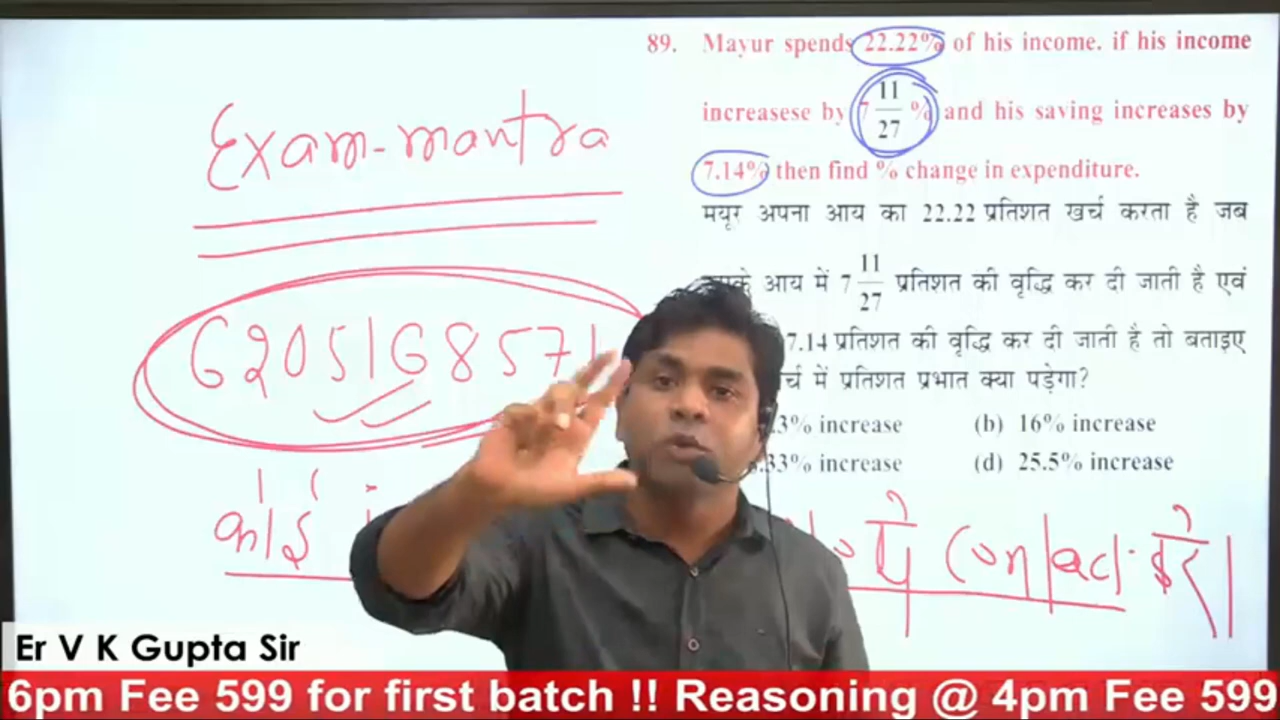 89. Mayur spends 22.22% of his income. if his income
increasese by 7 11/27 % and his saving increases by
7.14% then find % change in expenditure.
मयूर अपना आय का 22.22 प्रतिशत खर्च करता है जब
आय में 7 11/27 प्रतिशत की वृद्धि कर दी जाती है एवं
7.14 प्रतिशत की वृद्धि कर दी जाती है तो बताइए
में प्रतिशत प्रभात क्या पड़ेगा?
3% increase (b) 16% increase
.33% increase (d) 25.5% increase
Exam-mantra
6205168571
कोई
पे Contact करे।
Er V K Gupta Sir
6pm Fee 599 for first batch !! Reasoning @ 4pm Fee 599